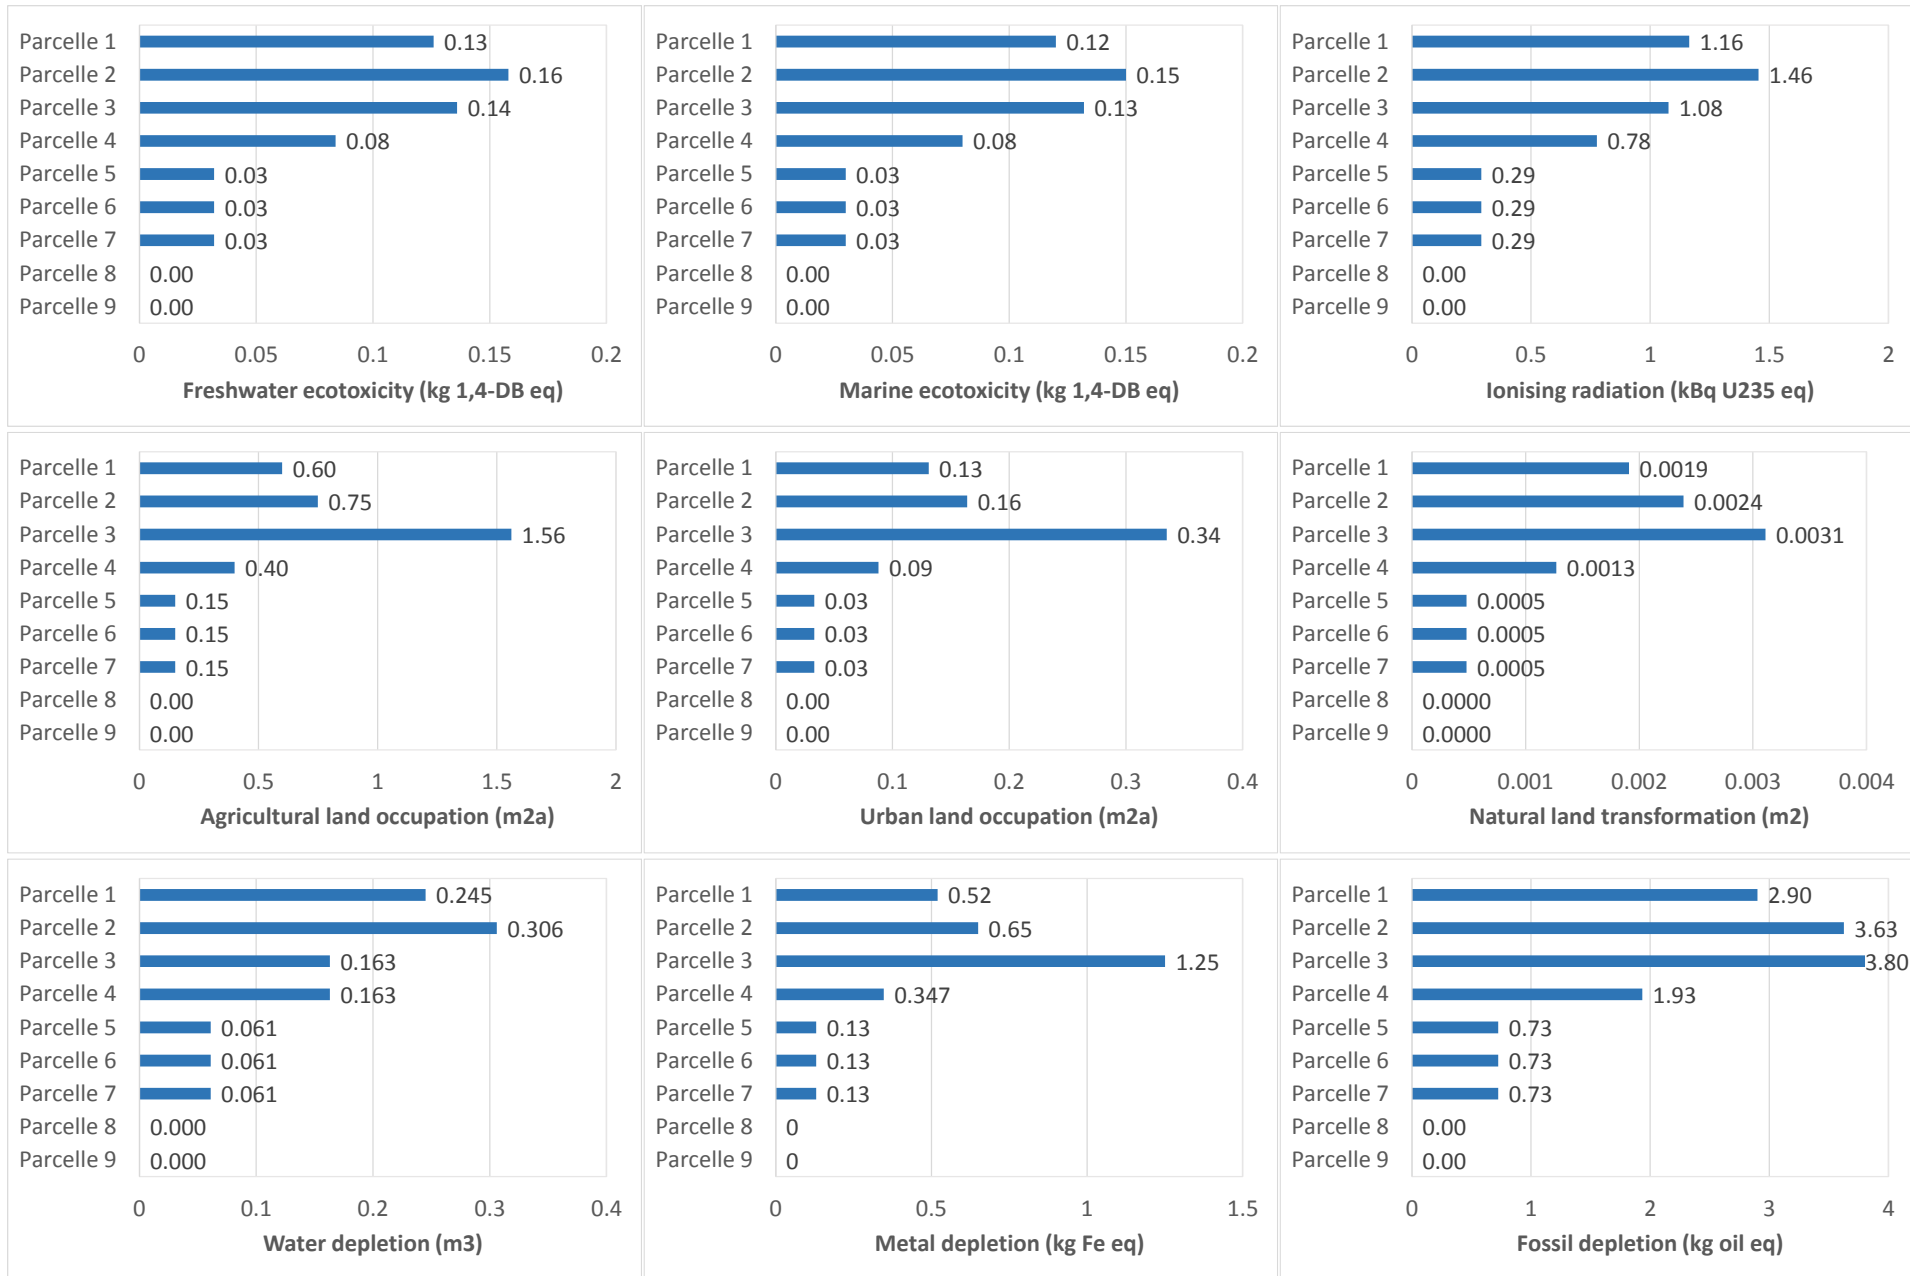 Parcelle 1 0.13
Parcelle 2 0.16
Parcelle 3 0.14
Parcelle 4 0.08
Parcelle 5 0.03
Parcelle 6 0.03
Parcelle 7 0.03
Parcelle 8 0.00
Parcelle 9 0.00
0 0.05 0.1 0.15 0.2
Freshwater ecotoxicity (kg 1,4-DB eq)
Parcelle 1 0.12
Parcelle 2 0.15
Parcelle 3 0.13
Parcelle 4 0.08
Parcelle 5 0.03
Parcelle 6 0.03
Parcelle 7 0.03
Parcelle 8 0.00
Parcelle 9 0.00
0 0.05 0.1 0.15 0.2
Marine ecotoxicity (kg 1,4-DB eq)
Parcelle 1 1.16
Parcelle 2 1.46
Parcelle 3 1.08
Parcelle 4 0.78
Parcelle 5 0.29
Parcelle 6 0.29
Parcelle 7 0.29
Parcelle 8 0.00
Parcelle 9 0.00
0 0.5 1 1.5 2
Ionising radiation (kBq U235 eq)
Parcelle 1 0.60
Parcelle 2 0.75
Parcelle 3 1.56
Parcelle 4 0.40
Parcelle 5 0.15
Parcelle 6 0.15
Parcelle 7 0.15
Parcelle 8 0.00
Parcelle 9 0.00
0 0.5 1 1.5 2
Agricultural land occupation (m2a)
Parcelle 1 0.13
Parcelle 2 0.16
Parcelle 3 0.34
Parcelle 4 0.09
Parcelle 5 0.03
Parcelle 6 0.03
Parcelle 7 0.03
Parcelle 8 0.00
Parcelle 9 0.00
0 0.1 0.2 0.3 0.4
Urban land occupation (m2a)
Parcelle 1 0.0019
Parcelle 2 0.0024
Parcelle 3 0.0031
Parcelle 4 0.0013
Parcelle 5 0.0005
Parcelle 6 0.0005
Parcelle 7 0.0005
Parcelle 8 0.0000
Parcelle 9 0.0000
0 0.001 0.002 0.003 0.004
Natural land transformation (m2)
Parcelle 1 0.245
Parcelle 2 0.306
Parcelle 3 0.163
Parcelle 4 0.163
Parcelle 5 0.061
Parcelle 6 0.061
Parcelle 7 0.061
Parcelle 8 0.000
Parcelle 9 0.000
0 0.1 0.2 0.3 0.4
Water depletion (m3)
Parcelle 1 0.52
Parcelle 2 0.65
Parcelle 3 1.25
Parcelle 4 0.347
Parcelle 5 0.13
Parcelle 6 0.13
Parcelle 7 0.13
Parcelle 8 0
Parcelle 9 0
0 0.5 1 1.5
Metal depletion (kg Fe eq)
Parcelle 1 2.90
Parcelle 2 3.63
Parcelle 3 3.80
Parcelle 4 1.93
Parcelle 5 0.73
Parcelle 6 0.73
Parcelle 7 0.73
Parcelle 8 0.00
Parcelle 9 0.00
0 1 2 3 4
Fossil depletion (kg oil eq)